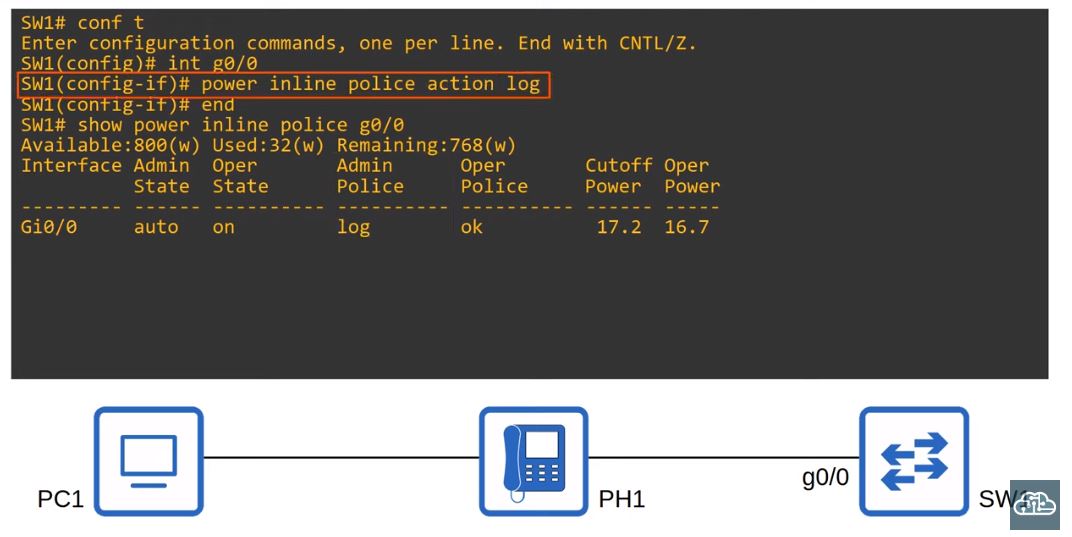 SW1# conf t
Enter configuration commands, one per line. End with CNTL/Z.
SW1(config)# int g0/0
SW1(config-if)# power inline police action log
SW1(config-if)# end
SW1# show power inline police g0/0
Available:800(w) Used:32(w) Remaining:768(w)
Interface Admin Oper Admin Oper Cutoff Oper
State State Police Police Power Power
--------- ------ ---------- ---------- ---------- ------ -----
Gi0/0 auto on log ok 17.2 16.7
g0/0
PC1
PH1
SW1